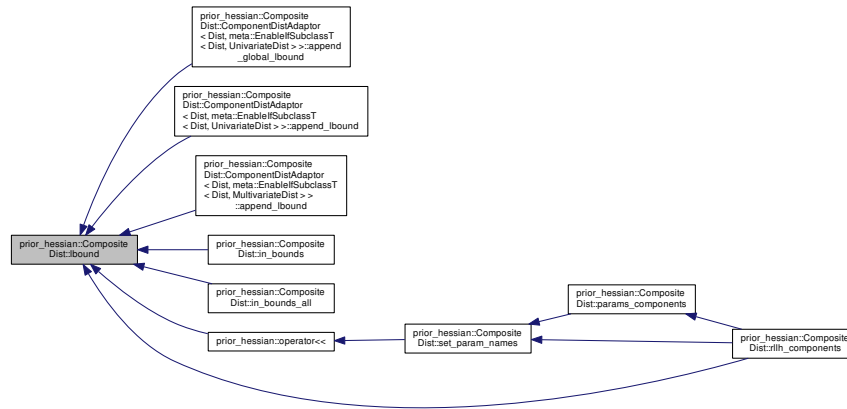 prior_hessian::Composite
Dist::ComponentDistAdaptor
< Dist, meta::EnableIfSubclassT
< Dist, UnivariateDist > >::append
_global_lbound
prior_hessian::Composite
Dist::ComponentDistAdaptor
< Dist, meta::EnableIfSubclassT
< Dist, UnivariateDist > >::append_lbound
prior_hessian::Composite
Dist::ComponentDistAdaptor
< Dist, meta::EnableIfSubclassT
< Dist, MultivariateDist > >
::append_lbound
prior_hessian::Composite
Dist::lbound
prior_hessian::Composite
Dist::in_bounds
prior_hessian::Composite
Dist::in_bounds_all
prior_hessian::operator<<
prior_hessian::Composite
Dist::set_param_names
prior_hessian::Composite
Dist::params_components
prior_hessian::Composite
Dist::rllh_components